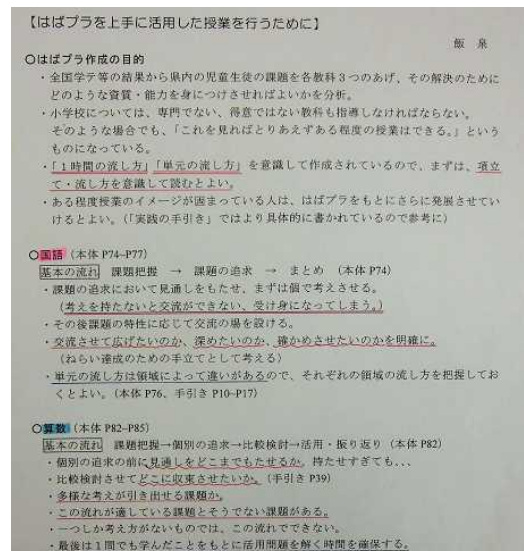 【はばプラを上手に活用した授業を行うために】
飯 泉
○はばプラ作成の目的
・全国学テ等の結果から県内の児童生徒の課題を各教科3つのあげ、その解決のために
どのような資質・能力を身につけさせればよいかを分析。
・小学校については、専門でない、得意ではない教科も指導しなければならない。
そのような場合でも、「これを見ればとりあえずある程度の授業はできる。」という
ものになっている。
・「1時間の流し方」「単元の流し方」を意識して作成されているので、まずは、項立
て・流し方を意識して読むとよい。
・ある程度授業のイメージが固まっている人は、はばプラをもとにさらに発展させてい
けるとよい。(「実践の手引き」ではより具体的に書かれているので参考に)
○国語(本体 P74-P77)
基本の流れ 課題把握 → 課題の追求 → まとめ (本体 P74)
・課題の追求において見通しをもたせ、まずは個で考えさせる。
(考えを持たないと交流ができない、受け身になってしまう。)
・その後課題の特性に応じて交流の場を設ける。
・交流させて広げたいのか、深めたいのか、確かめさせたいのかを明確に。
(ねらい達成のための手立てとして考える)
・単元の流し方は領域によって違いがあるので、それぞれの領域の流し方を把握してお
くとよい。(本体 P76、手引き P10-P17)
○算数(本体 P82-P85)
基本の流れ 課題把握→個別の追求→比較検討→活用・振り返り(本体 P82)
・個別の追求の前に見通しをどこまでもたせるか。持たせすぎても、、、
・比較検討させてどこに収束させたいか。(手引き P39)
・多様な考えが引き出せる課題か。
・この流れが適している課題とそうでない課題がある。
・一つしか考え方がないものでは、この流れでできない。
・最後は1問でも学んだことをもとに活用問題を解く時間を確保する。